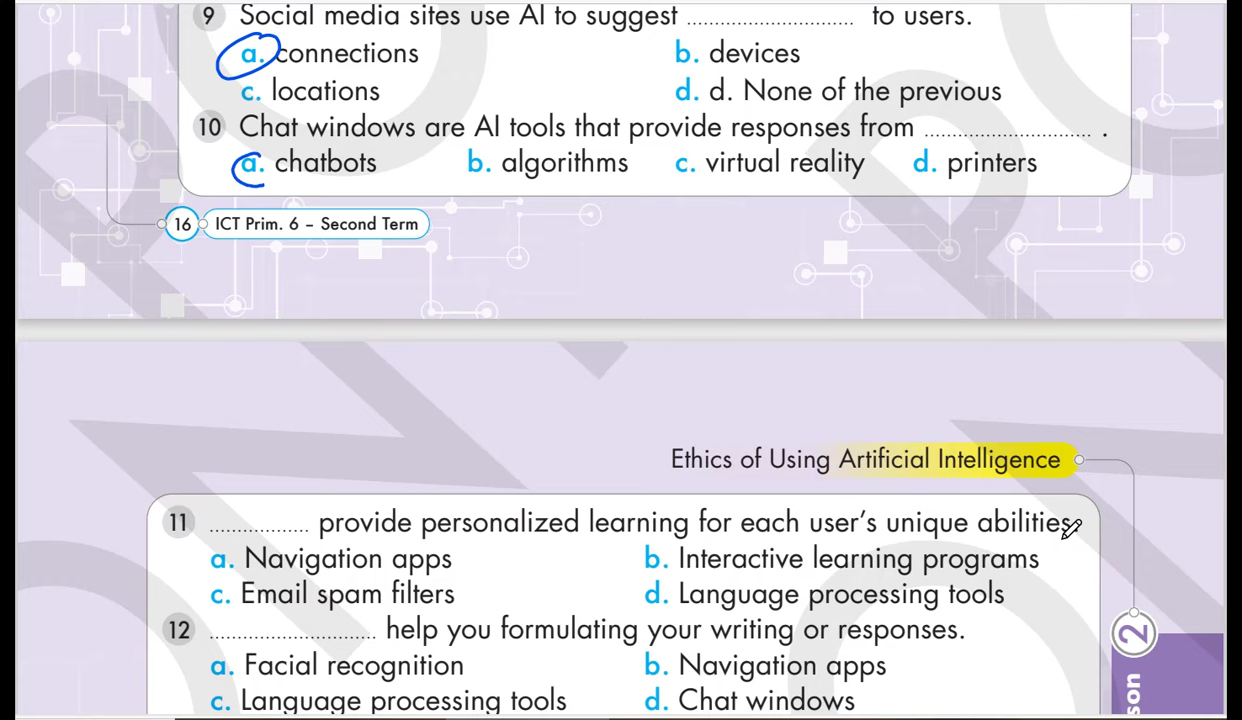 9 Social media sites use AI to suggest .................................. to users.
a. connections b. devices
c. locations d. d. None of the previous
10 Chat windows are AI tools that provide responses from .................................. .
a. chatbots b. algorithms c. virtual reality d. printers
16 ICT Prim. 6 – Second Term
Ethics of Using Artificial Intelligence
11 .................... provide personalized learning for each user's unique abilities
a. Navigation apps b. Interactive learning programs
c. Email spam filters d. Language processing tools
12 .................................. help you formulating your writing or responses.
a. Facial recognition b. Navigation apps
c. Language processing tools d. Chat windows
2
son